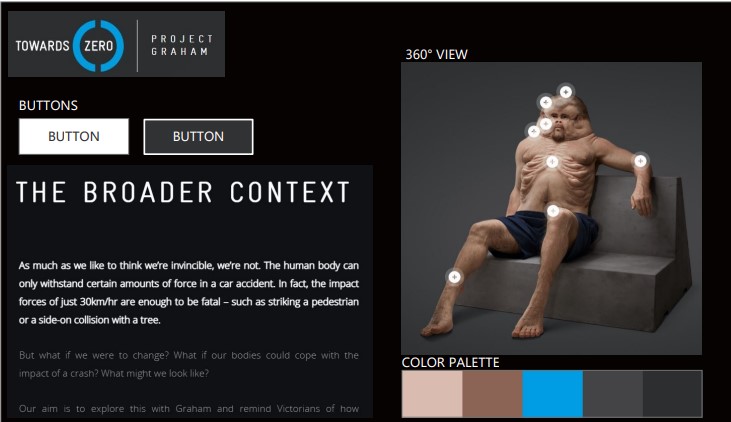 TOWARDS ZERO
PROJECT
GRAHAM
BUTTONS
BUTTON
BUTTON
THE BROADER CONTEXT
As much as we like to think we're invincible, we're not. The human body can
only withstand certain amounts of force in a car accident. In fact, the impact
forces of just 30km/hr are enough to be fatal – such as striking a pedestrian
or a side-on collision with a tree.
But what if we were to change? What if our bodies could cope with the
impact of a crash? What might we look like?
Our aim is to explore this with Graham and remind Victorians of how
360° VIEW
COLOR PALETTE